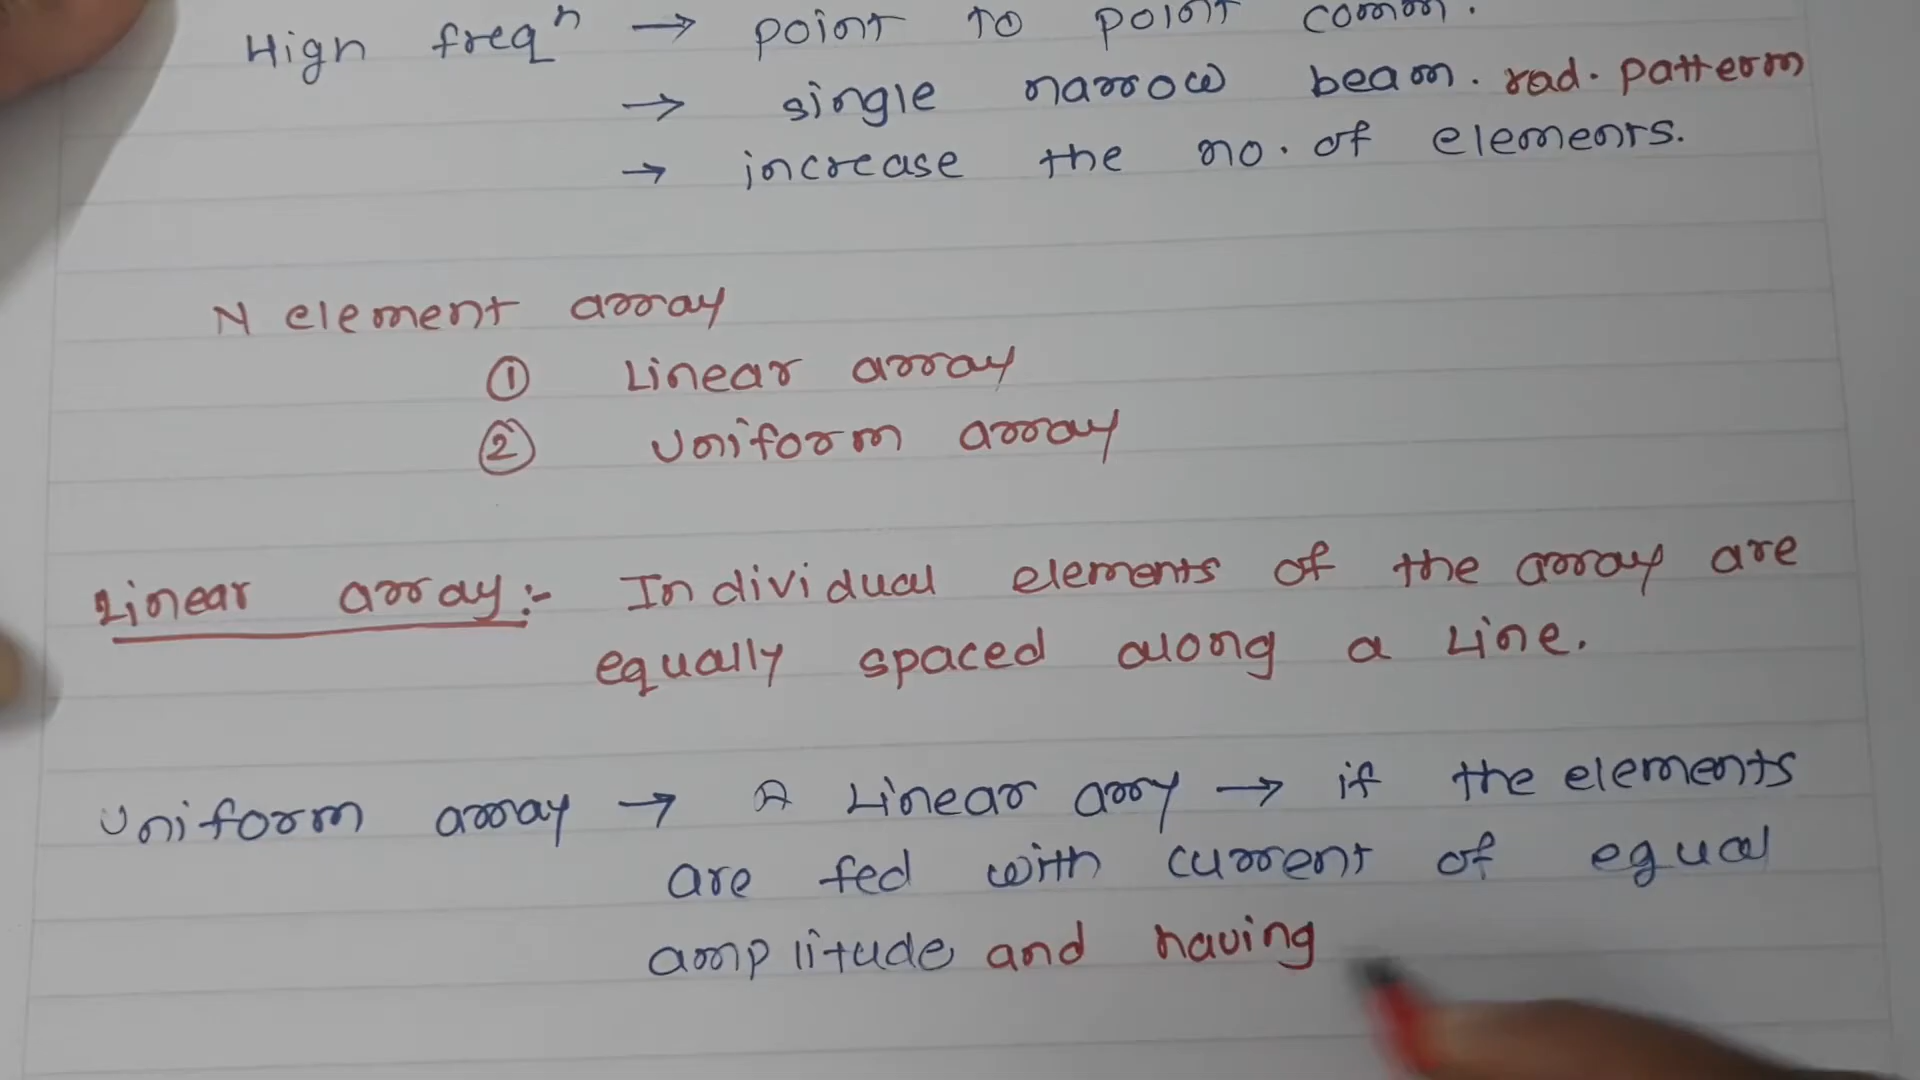 High freqⁿ → point to point comm.
→ single narrow beam. rad. pattern
→ increase the no. of elements.
N element array
① Linear array
② Uniform array
Linear array:- Individual elements of the array are
equally spaced along a Line.
Uniform array → A Linear arry → if the elements
are fed with current of equal
amplitude and having